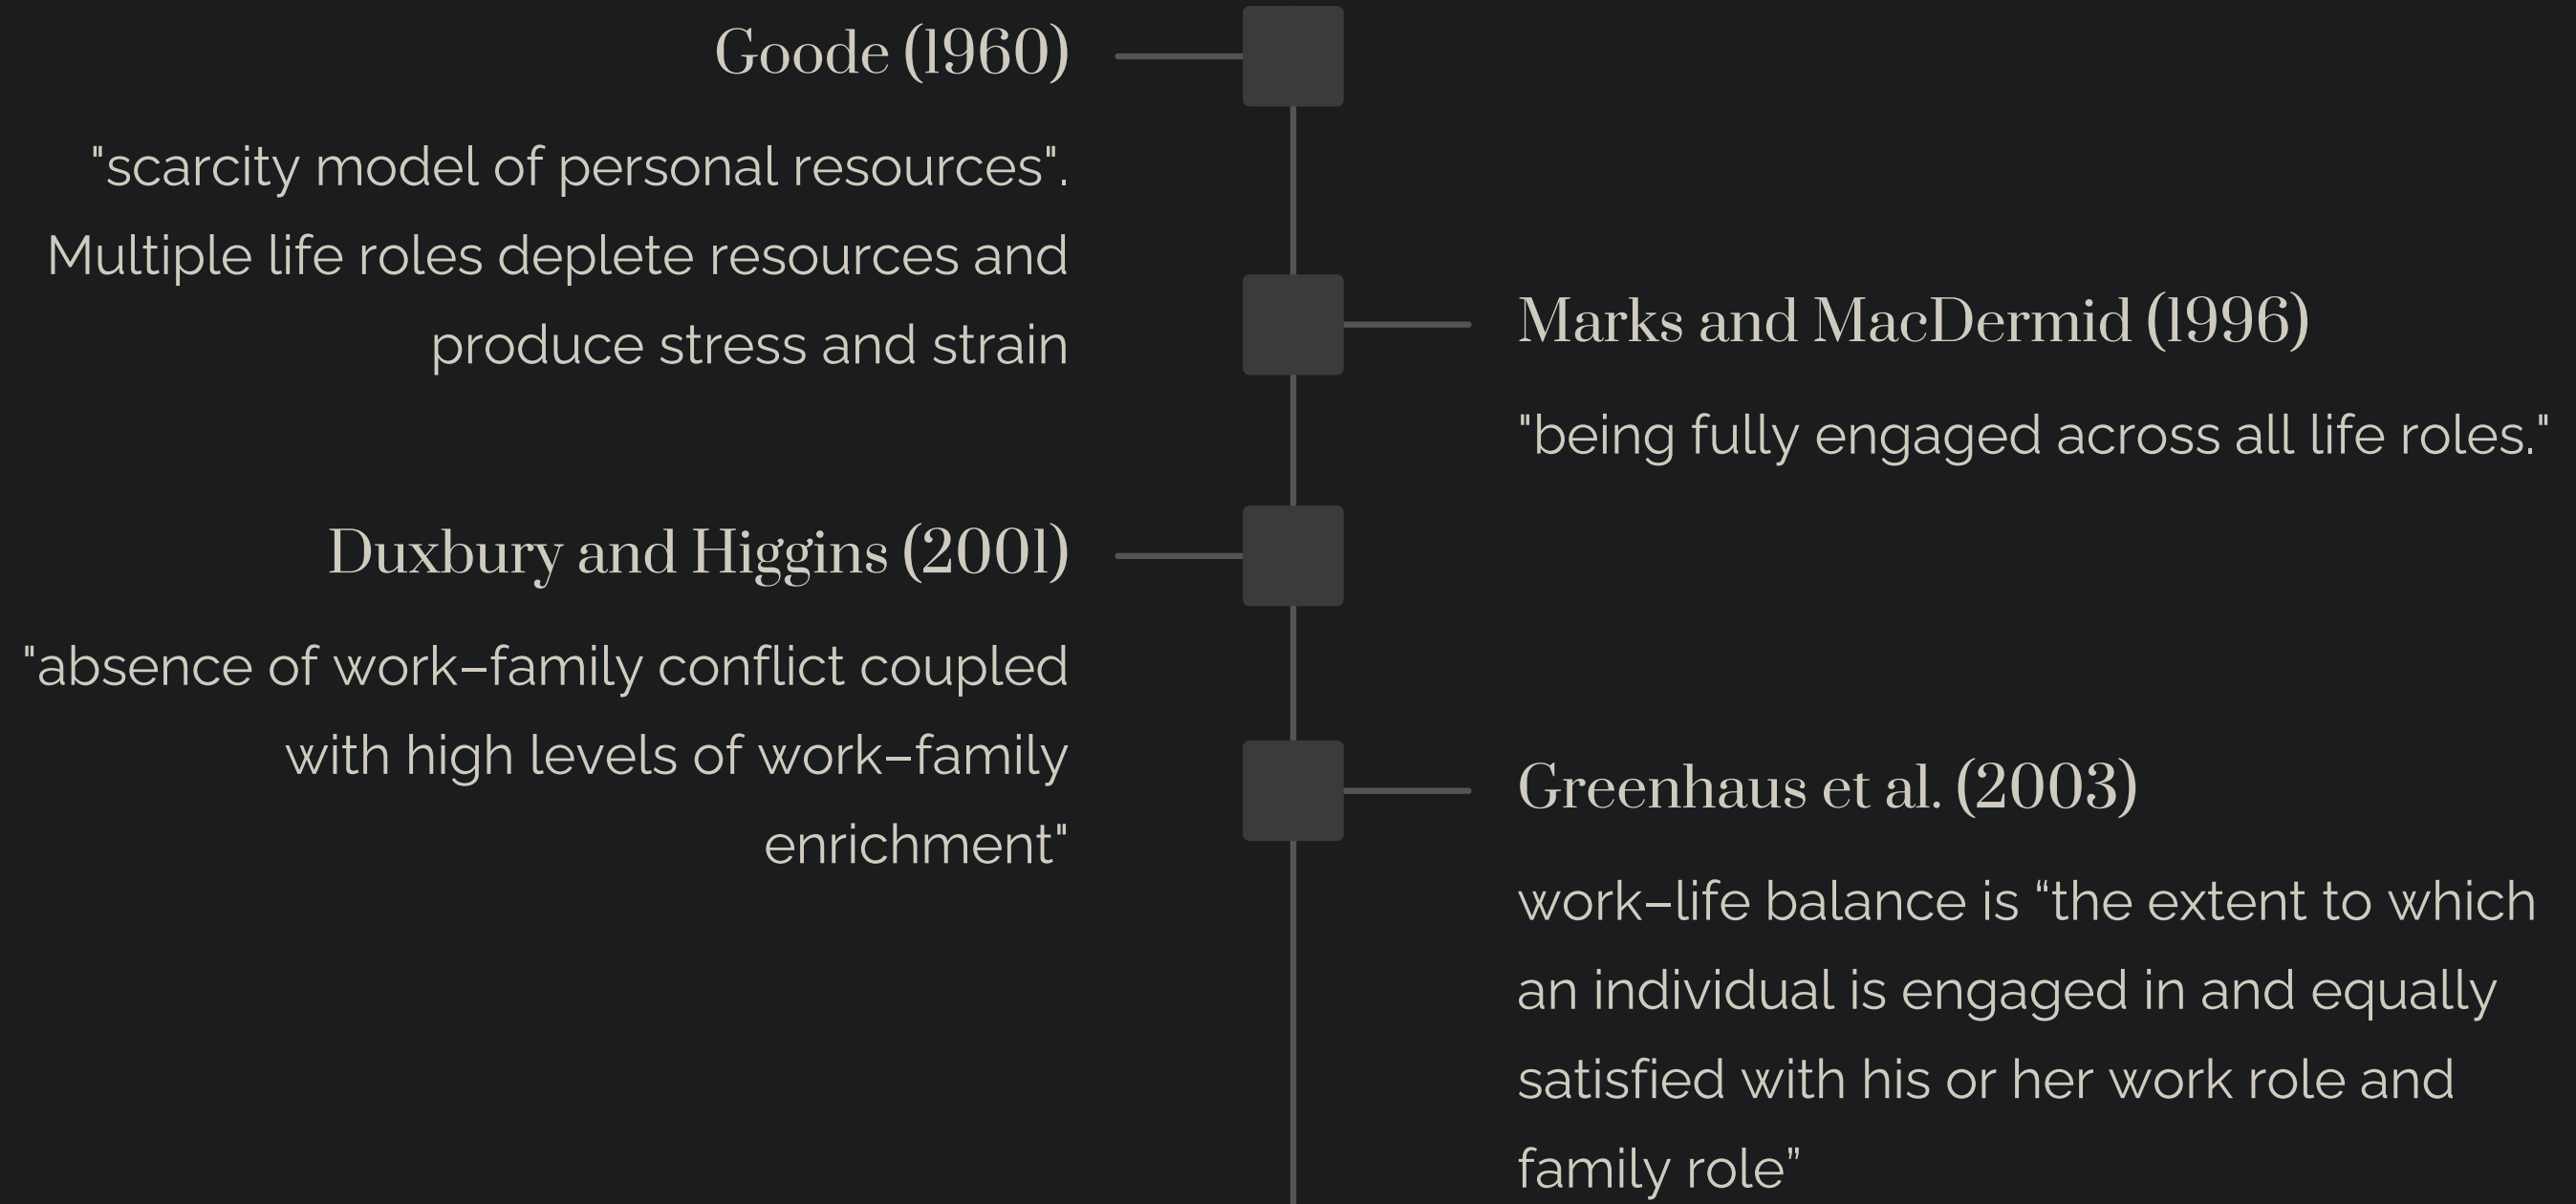 Goode (1960)
"scarcity model of personal resources".
Multiple life roles deplete resources and
produce stress and strain
Marks and MacDermid (1996)
"being fully engaged across all life roles."
Duxbury and Higgins (2001)
"absence of work–family conflict coupled
with high levels of work–family
enrichment"
Greenhaus et al. (2003)
work–life balance is “the extent to which
an individual is engaged in and equally
satisfied with his or her work role and
family role”